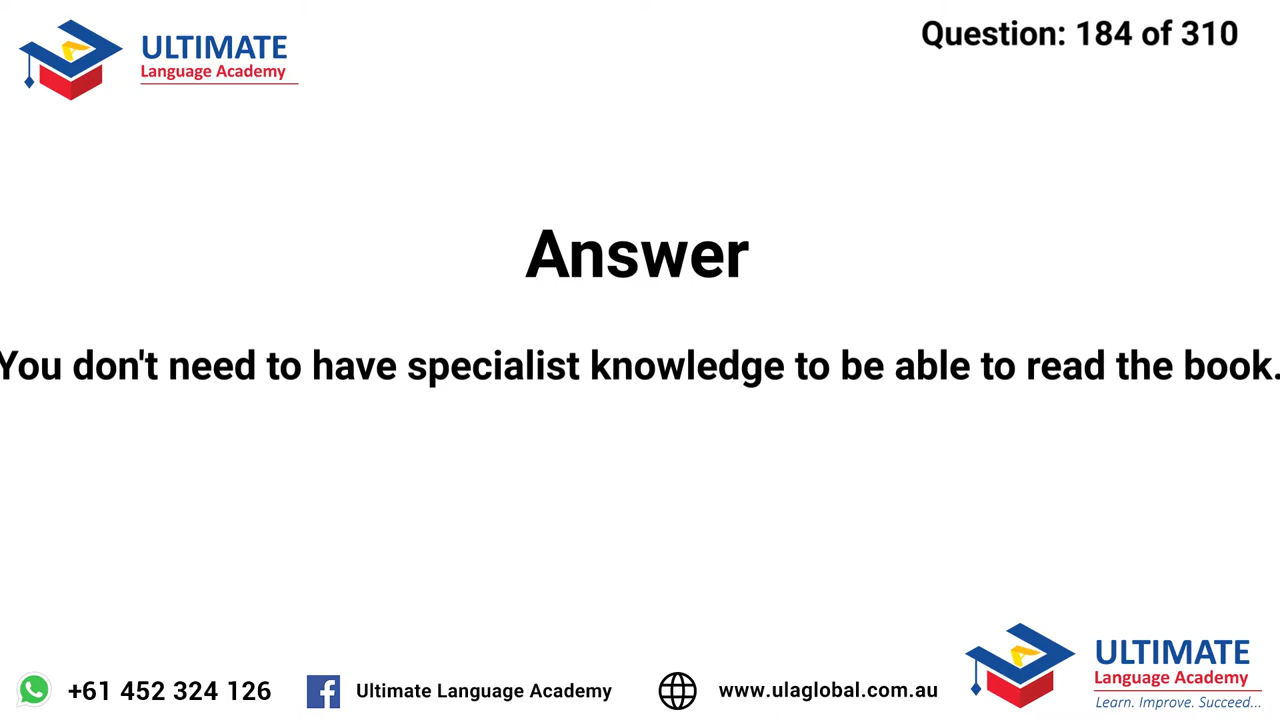 ULTIMATE
Language Academy
Question: 184 of 310
Answer
You don't need to have specialist knowledge to be able to read the book.
+61 452 324 126
Ultimate Language Academy
www.ulaglobal.com.au
ULTIMATE
Language Academy
Learn. Improve. Succeed...